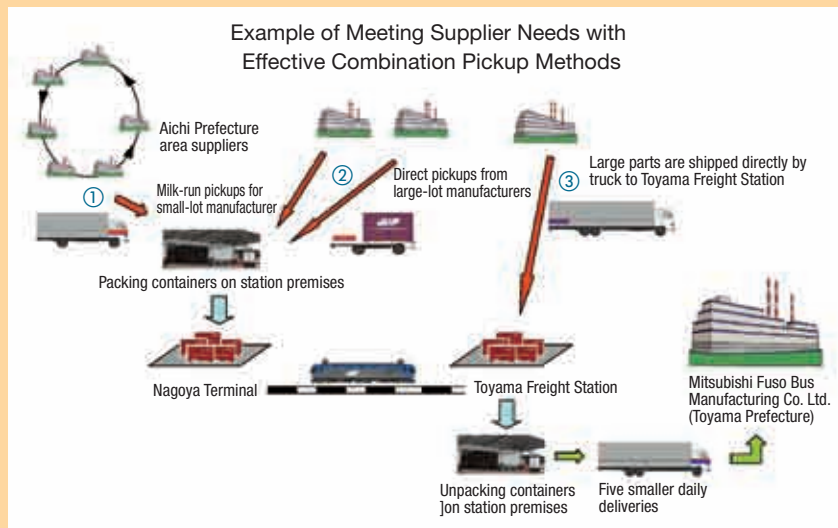 Example of Meeting Supplier Needs with
Effective Combination Pickup Methods
Aichi Prefecture
area suppliers
①
Milk-run pickups for
small-lot manufacturer
②
Direct pickups from
large-lot manufacturers
③
Large parts are shipped directly by
truck to Toyama Freight Station
Packing containers on station premises
Nagoya Terminal
Toyama Freight Station
Mitsubishi Fuso Bus
Manufacturing Co. Ltd.
(Toyama Prefecture)
Unpacking containers
]on station premises
Five smaller daily
deliveries